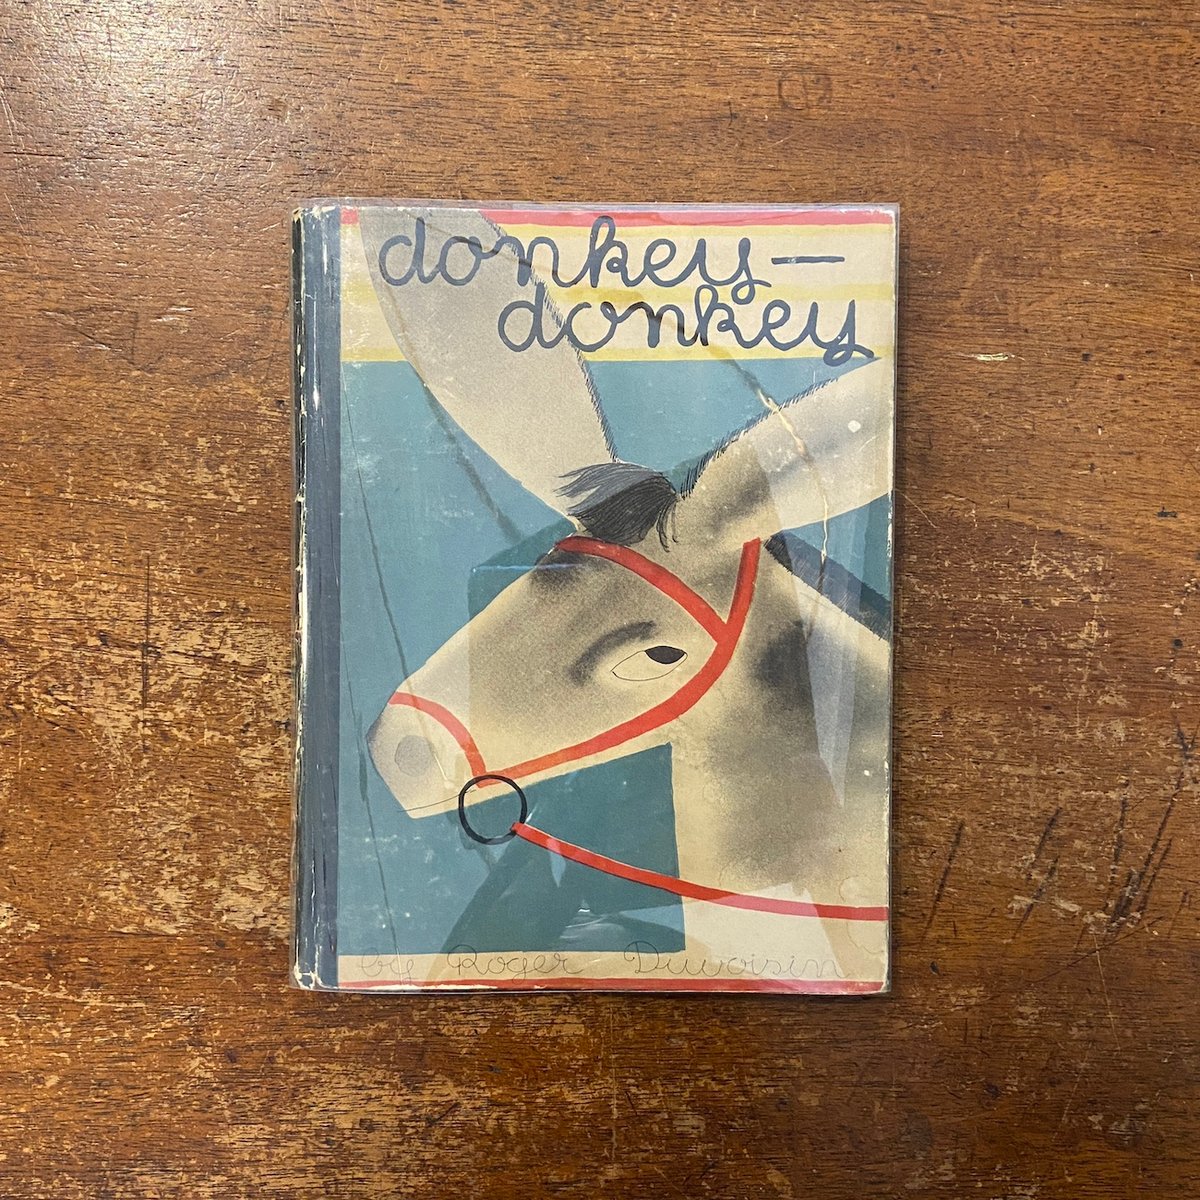 donkey—
donkey
by Roger Duvoisin